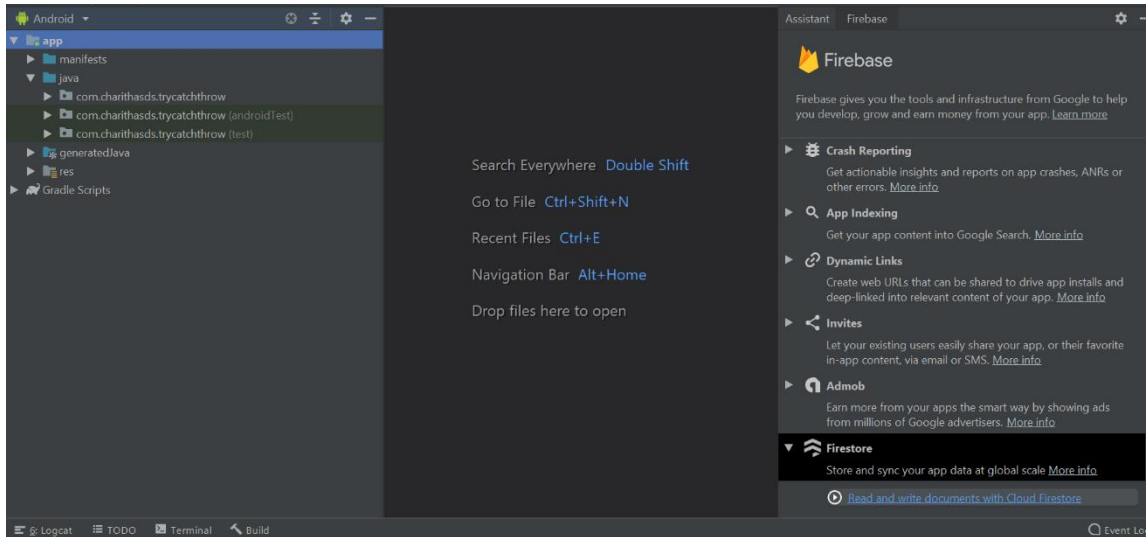 Android
app
manifests
java
com.charithasds.trycatchthrow
com.charithasds.trycatchthrow (androidTest)
com.charithasds.trycatchthrow (test)
generatedJava
res
Gradle Scripts
Search Everywhere Double Shift
Go to File Ctrl+Shift+N
Recent Files Ctrl+E
Navigation Bar Alt+Home
Drop files here to open
Assistant Firebase
Firebase
Firebase gives you the tools and infrastructure from Google to help
you develop, grow and earn money from your app. Learn more
Crash Reporting
Get actionable insights and reports on app crashes, ANRs or
other errors. More info
App Indexing
Get your app content into Google Search. More info
Dynamic Links
Create web URLs that can be shared to drive app installs and
deep-linked into relevant content of your app. More info
Invites
Let your existing users easily share your app, or their favorite
in-app content, via email or SMS. More info
Admob
Earn more from your apps the smart way by showing ads
from millions of Google advertisers. More info
Firestore
Store and sync your app data at global scale More info
Read and write documents with Cloud Firestore
6: Logcat TODO Terminal Build Event Lo